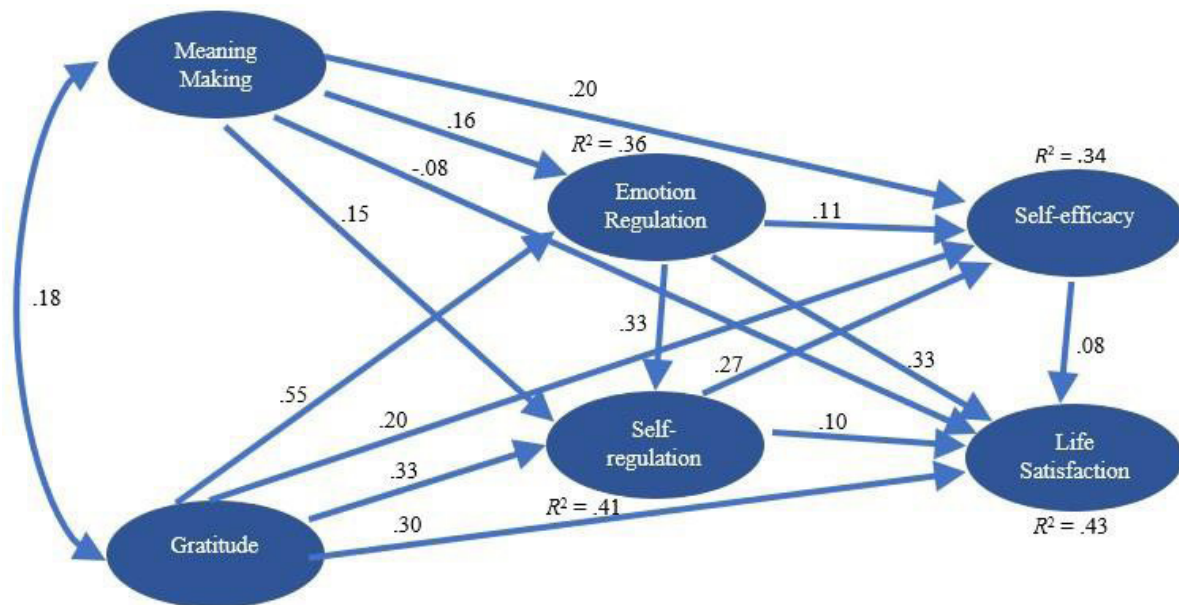 Meaning
Making
.20
.16
R² = .36
-.08
R² = .34
Emotion
Regulation
.15
.11
Self-efficacy
.18
.33
.27
.33
.08
.55
.20
Self-
regulation
.10
Life
Satisfaction
.33
R² = .41
.30
R² = .43
Gratitude